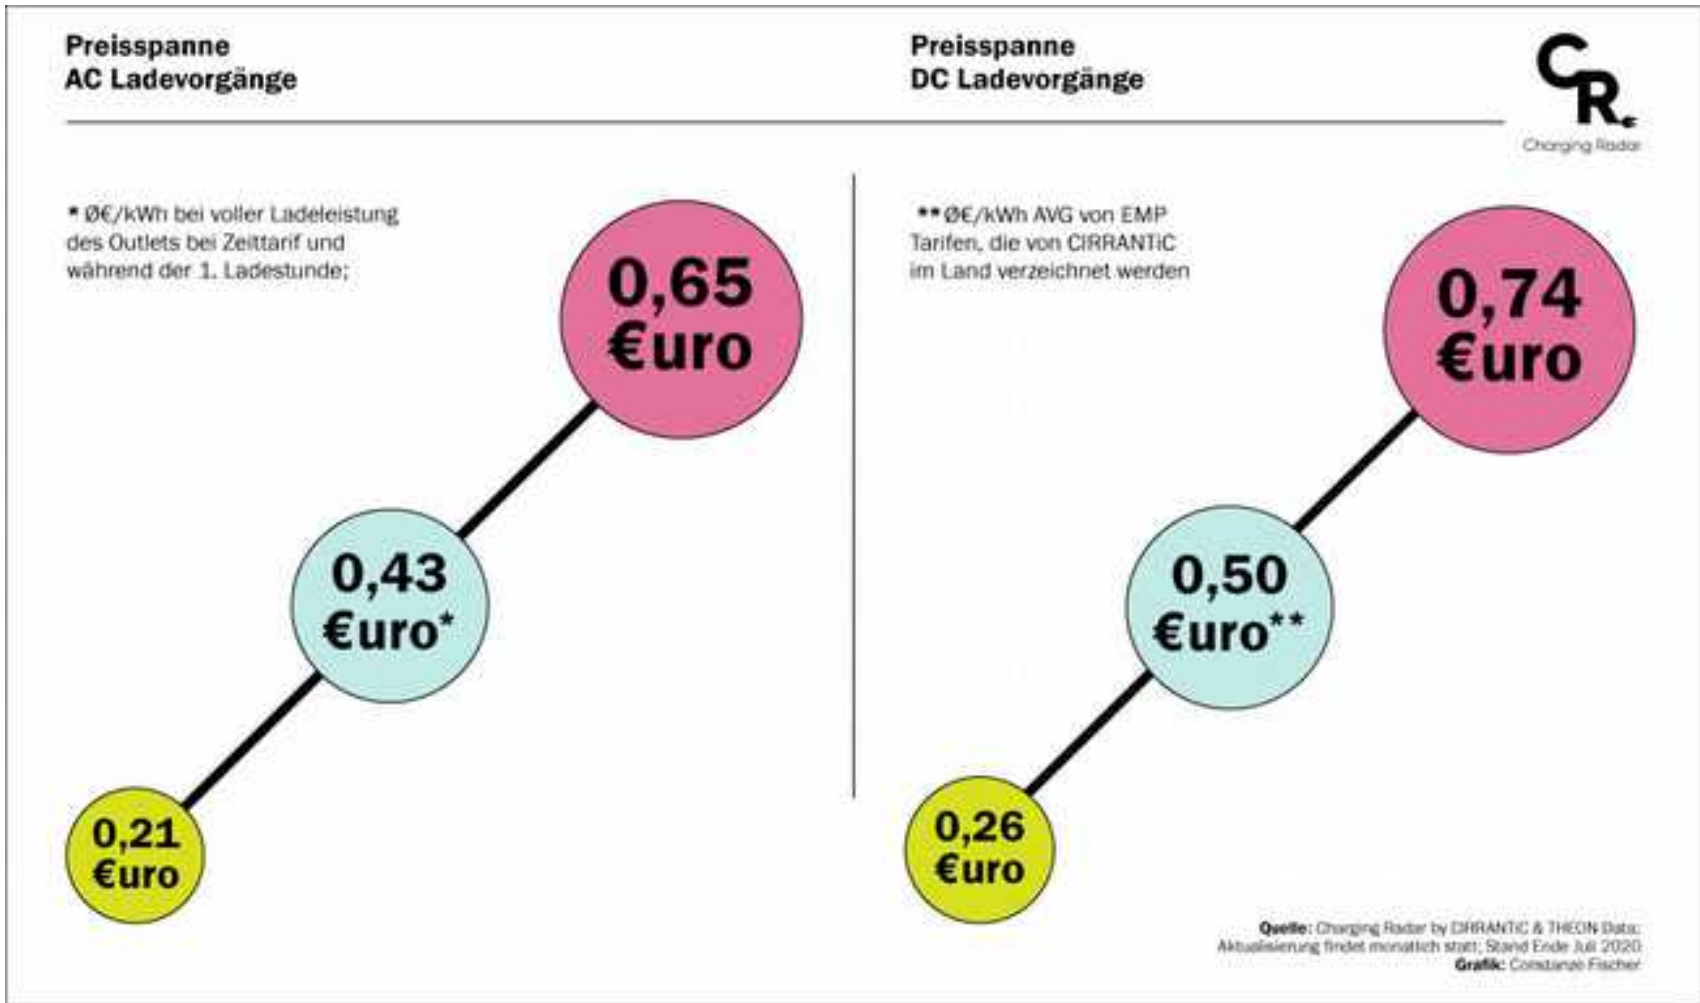 Preisspanne
AC Ladevorgänge
Preisspanne
DC Ladevorgänge
CR.
Charging Radar
* Ø€/kWh bei voller Ladeleistung
des Outlets bei Zeittarif und
während der 1. Ladestunde;
0,65
€uro
0,43
€uro*
0,21
€uro
** Ø€/kWh AVG von EMP
Tarifen, die von CIRRANTiC
im Land verzeichnet werden
0,74
€uro
0,50
€uro**
0,26
€uro
Quelle: Charging Radar by CIRRANTiC & THEON Data;
Aktualisierung findet monatlich statt; Stand Ende Juli 2020
Grafik: Constanze Fischer